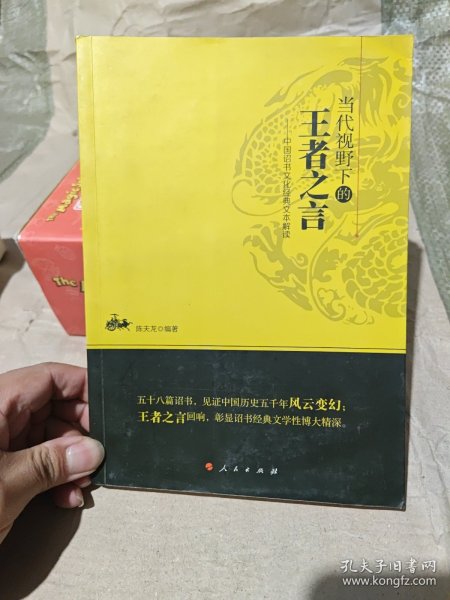 当代视野下的
王者之言
——中国诏书文化经典文本解读
陈夫龙◎编著
五十八篇诏书，见证中国历史五千年风云变幻；
王者之言回响，彰显诏书经典文学性博大精深。
人民出版社
The
孔夫子旧书网
www.kongfz.com